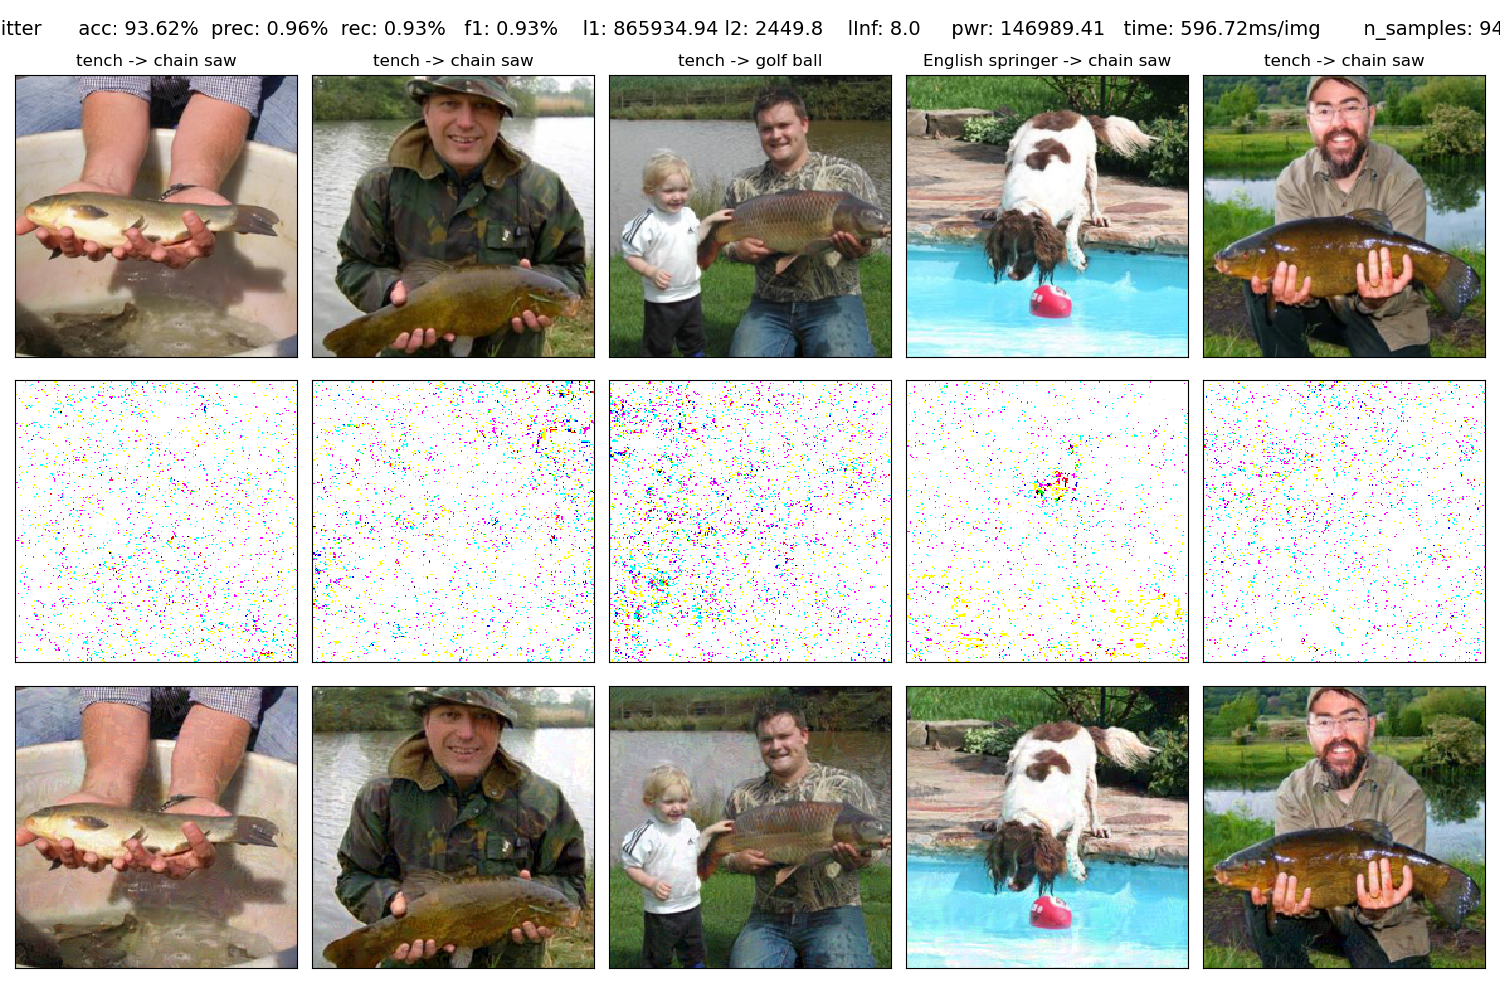 itter acc: 93.62% prec: 0.96% rec: 0.93% f1: 0.93% l1: 865934.94 l2: 2449.8 lInf: 8.0 pwr: 146989.41 time: 596.72ms/img n_samples: 94
tench -> chain saw
tench -> chain saw
tench -> golf ball
English springer -> chain saw
tench -> chain saw